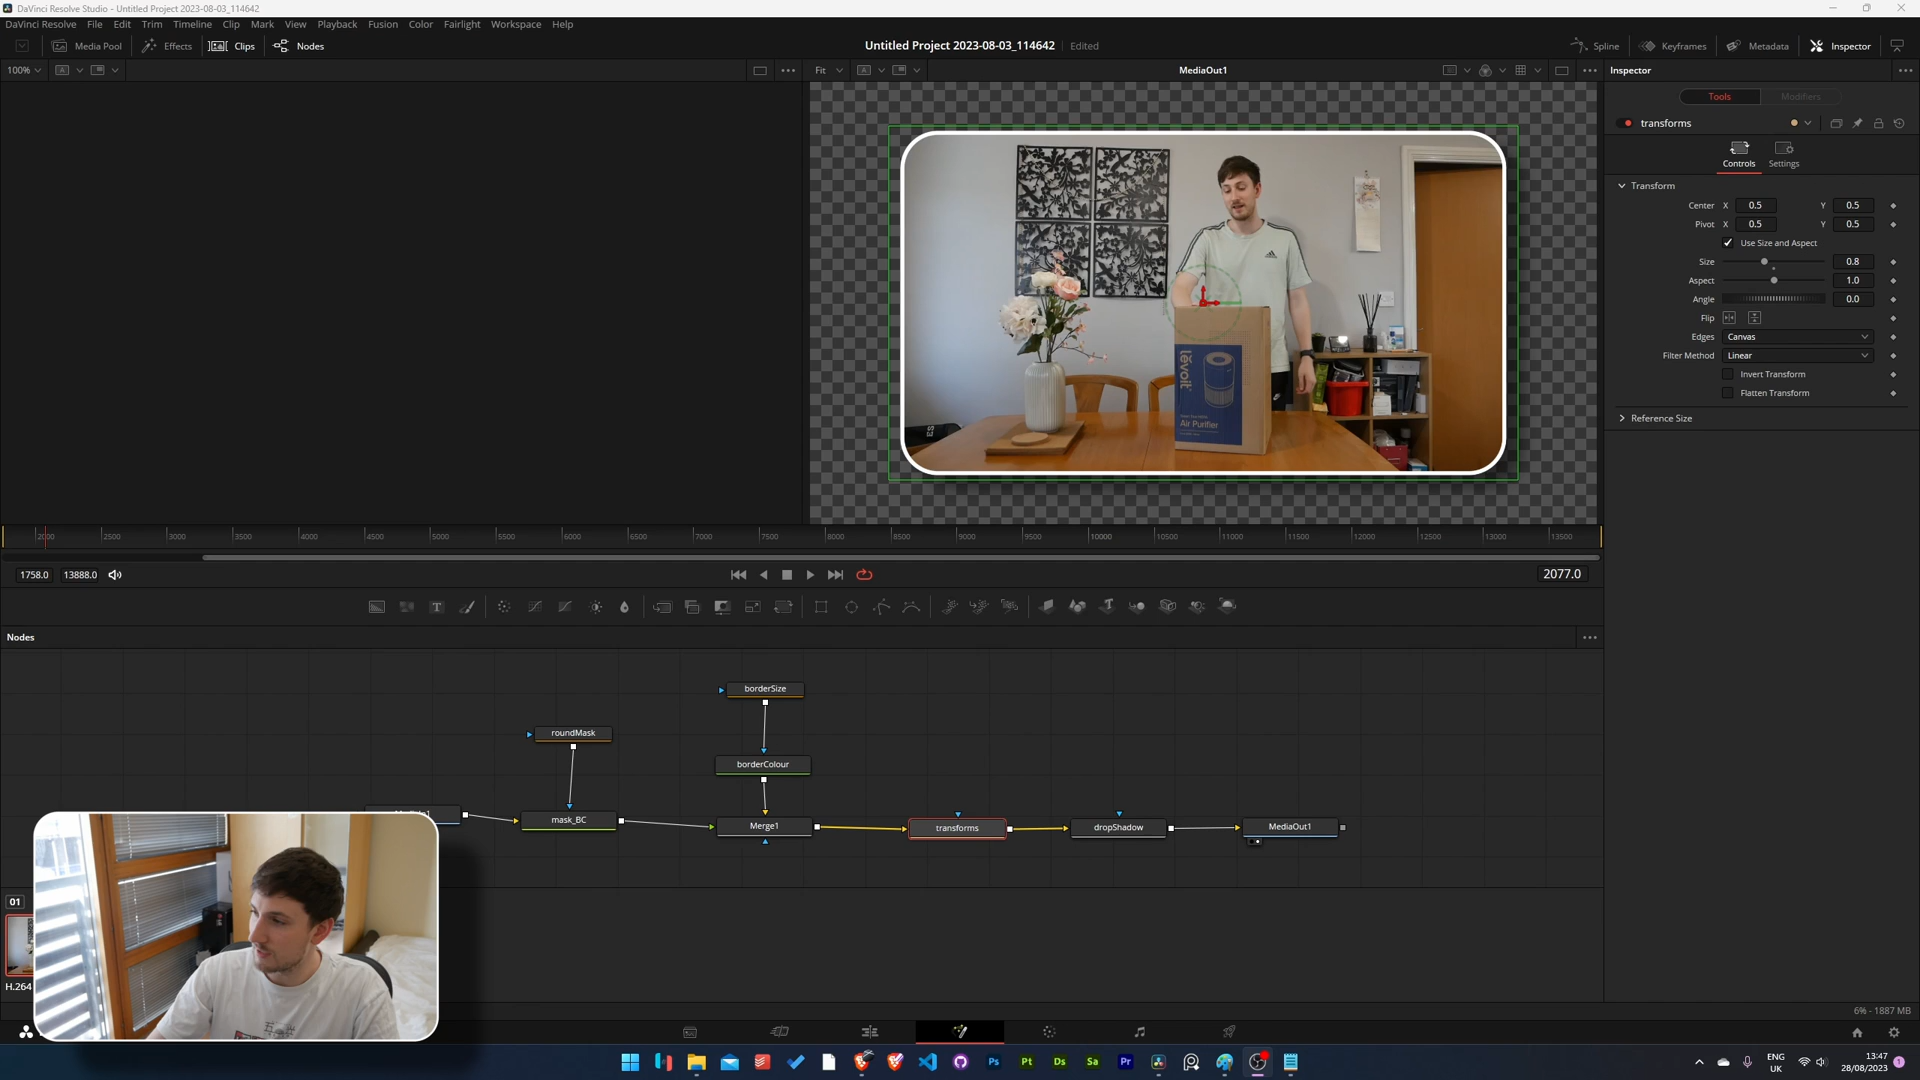 DaVinci Resolve Studio - Untitled Project 2023-08-03_114642
DaVinci Resolve File Edit Trim Timeline Clip Mark View Playback Fusion Color Fairlight Workspace Help
Media Pool Effects Clips Nodes Untitled Project 2023-08-03_114642 Edited Spline Keyframes Metadata Inspector
100% Fit MediaOut1 Inspector
Tools Modifiers
transforms
Controls Settings
Transform
Center X 0.5 Y 0.5
Pivot X 0.5 Y 0.5
Use Size and Aspect
Size 0.8
Aspect 1.0
Angle 0.0
Flip
Edges Canvas
Filter Method Linear
Invert Transform
Flatten Transform
Reference Size
levoit
Air Purifier
2000 2500 3000 3500 4000 4500 5000 5500 6000 6500 7000 7500 8000 8500 9000 9500 10000 10500 11000 11500 12000 12500 13000 13500
1758.0 13888.0 2077.0
Nodes
borderSize
roundMask
borderColour
mask_BC
Merge1
transforms
dropShadow
MediaOut1
01
H.264
6% - 1887 MB
Ps Pt Ds Sa Pr
ENG
UK
13:47
28/08/2023
1